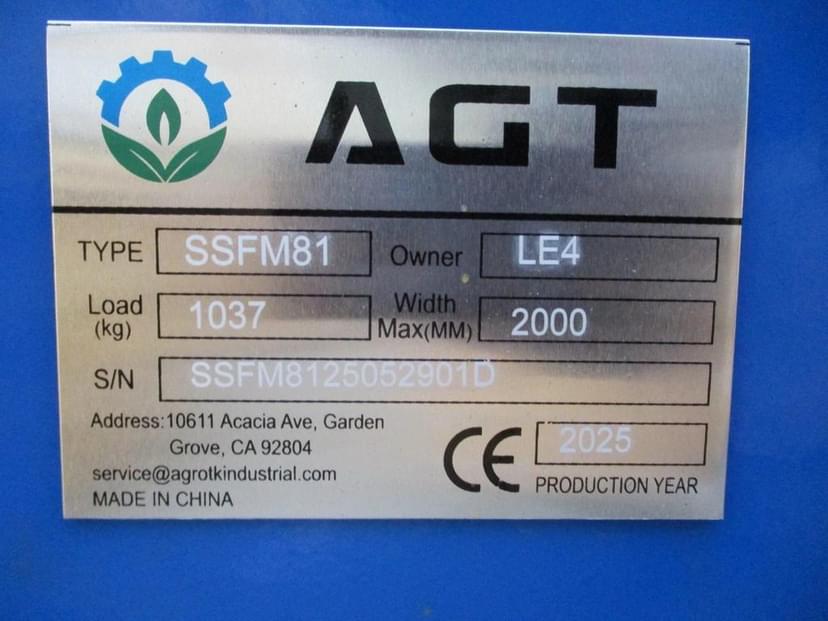 AGT
TYPE SSFM81 Owner LE4
Load (kg) 1037 Width Max(MM) 2000
S/N SSFM8125052901D
Address:10611 Acacia Ave, Garden
Grove, CA 92804
service@agrotkindustrial.com
MADE IN CHINA
CE 2025
PRODUCTION YEAR